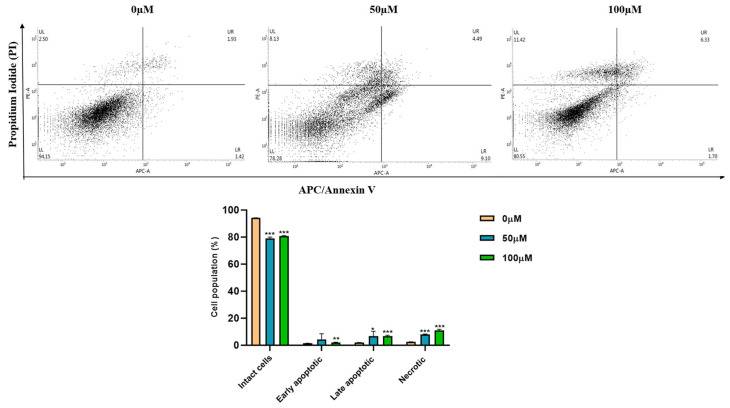 0μM 50μM 100μM
Propidium Iodide (PI)
UL UR
2.50 1.93
PE-A
LL LR
94.15 1.42
APC-A
UL UR
8.13 4.49
PE-A
LL LR
78.28 9.10
APC-A
UL UR
11.42 6.33
PE-A
LL LR
80.55 1.70
APC-A
APC/Annexin V
Cell population (%)
100
80
60
40
20
0
*** ***
**
* ***
*** ***
Intact cells
Early apoptotic
Late apoptotic
Necrotic
0μM
50μM
100μM